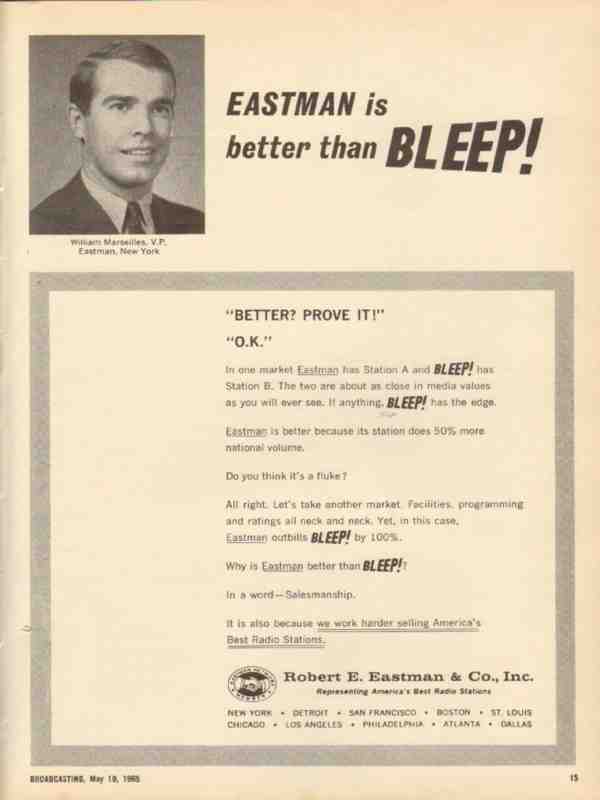 EASTMAN is
better than BLEEP!
William Marseilles, V.P.
Eastman, New York
"BETTER? PROVE IT!"
"O.K."
In one market Eastman has Station A and BLEEP! has
Station B. The two are about as close in media values
as you will ever see. If anything, BLEEP! has the edge.
Eastman is better because its station does 50% more
national volume.
Do you think it's a fluke?
All right. Let's take another market. Facilities, programming
and ratings all neck and neck. Yet, in this case,
Eastman outbills BLEEP! by 100%.
Why is Eastman better than BLEEP!?
In a word—Salesmanship.
It is also because we work harder selling America's
Best Radio Stations.
Robert E. Eastman & Co., Inc.
Representing America's Best Radio Stations
NEW YORK • DETROIT • SAN FRANCISCO • BOSTON • ST. LOUIS
CHICAGO • LOS ANGELES • PHILADELPHIA • ATLANTA • DALLAS
BROADCASTING, May 10, 1965
15